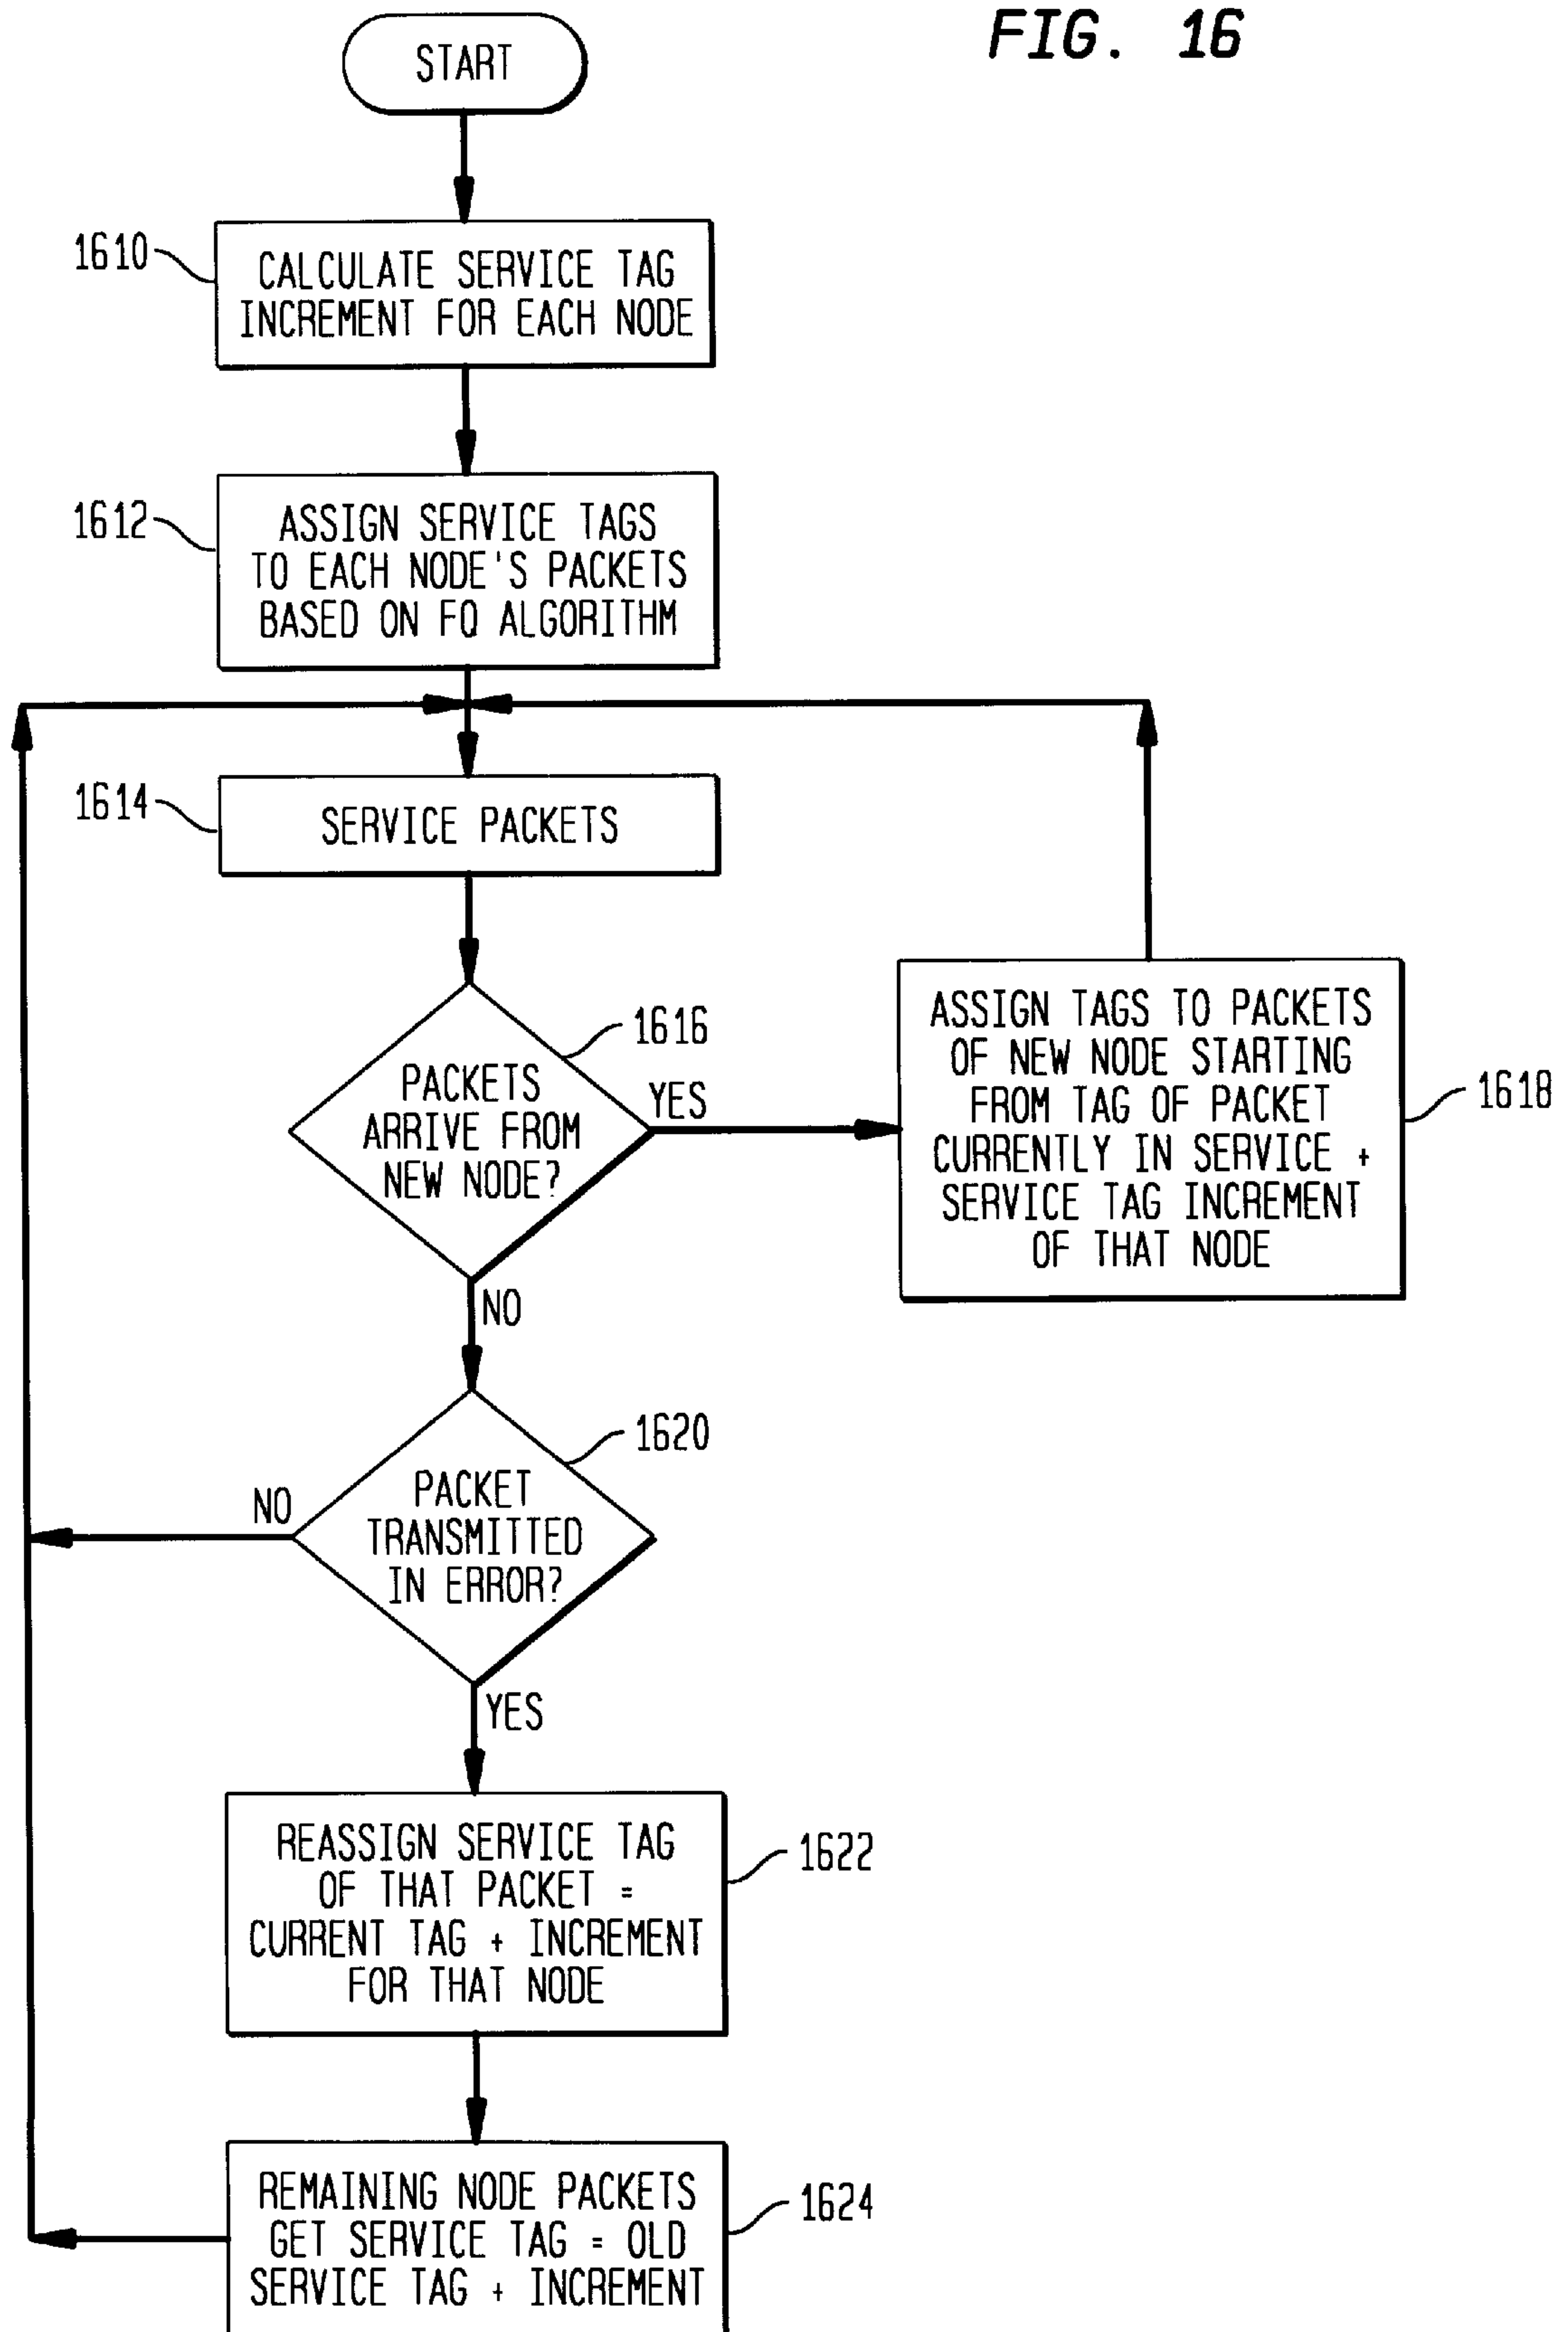 FIG. 16
START
1610
CALCULATE SERVICE TAG
INCREMENT FOR EACH NODE
1612
ASSIGN SERVICE TAGS
TO EACH NODE'S PACKETS
BASED ON FQ ALGORITHM
1614
SERVICE PACKETS
1616
PACKETS
ARRIVE FROM
NEW NODE?
YES
NO
ASSIGN TAGS TO PACKETS
OF NEW NODE STARTING
FROM TAG OF PACKET
CURRENTLY IN SERVICE +
SERVICE TAG INCREMENT
OF THAT NODE
1618
1620
PACKET
TRANSMITTED
IN ERROR?
NO
YES
REASSIGN SERVICE TAG
OF THAT PACKET =
CURRENT TAG + INCREMENT
FOR THAT NODE
1622
REMAINING NODE PACKETS
GET SERVICE TAG = OLD
SERVICE TAG + INCREMENT
1624